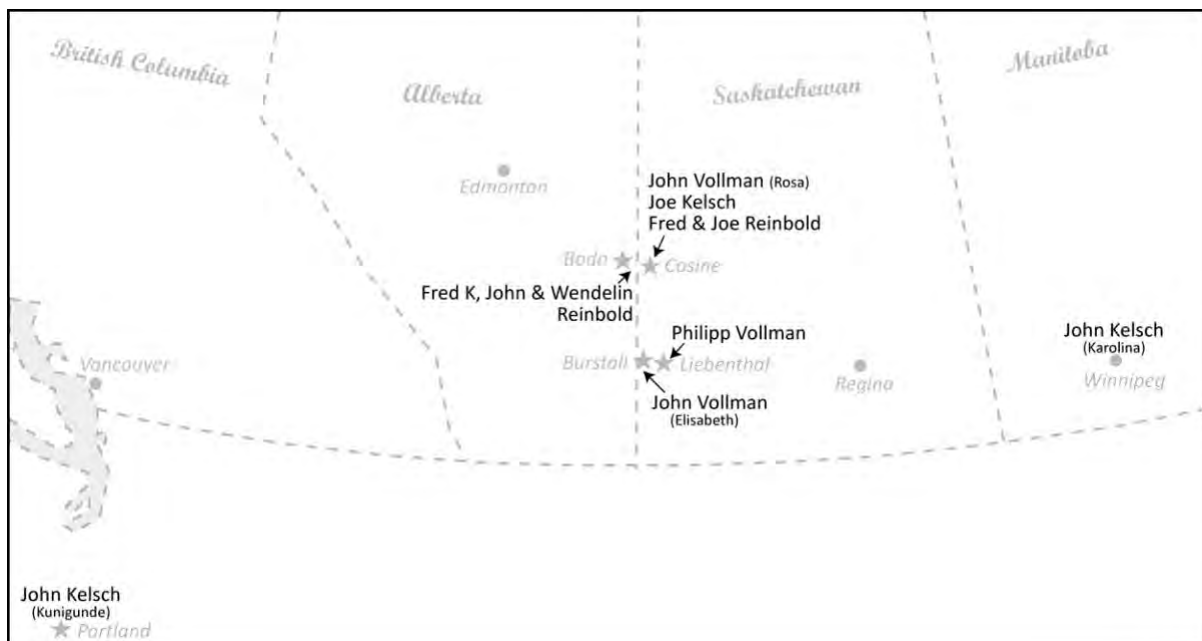 British Columbia
Alberta
Saskatchewan
Manitoba
Edmonton
John Vollman (Rosa)
Joe Kelsch
Fred & Joe Reinbold
Bodo
Cosine
Fred K, John & Wendelin
Reinbold
Philipp Vollman
John Kelsch
(Karolina)
Vancouver
Burstall
Liebenthal
Regina
Winnipeg
John Vollman
(Elisabeth)
John Kelsch
(Kunigunde)
Portland